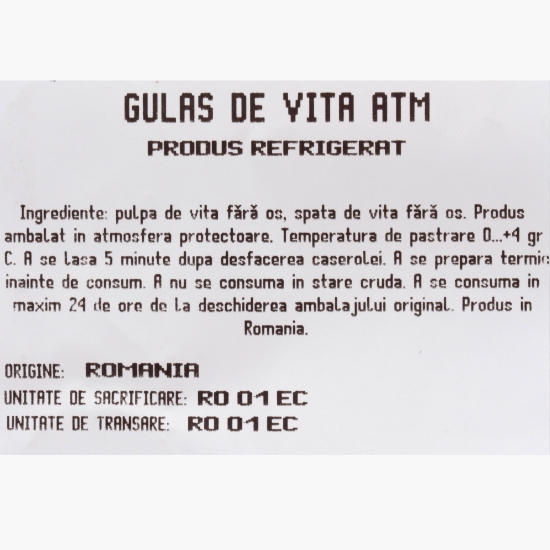 GULAS DE VITA ATM
PRODUS REFRIGERAT
Ingrediente: pulpa de vita fără os, spata de vita fără os. Produs
ambalat in atmosfera protectoare. Temperatura de pastrare 0...+4 gr
C. A se lasa 5 minute dupa desfacerea caserolei. A se prepara termic
inainte de consum. A nu se consuma in stare cruda. A se consuma in
maxim 24 de ore de la deschiderea ambalajului original. Produs in
Romania.
ORIGINE: ROMANIA
UNITATE DE SACRIFICARE: RO 01 EC
UNITATE DE TRANSARE: RO 01 EC